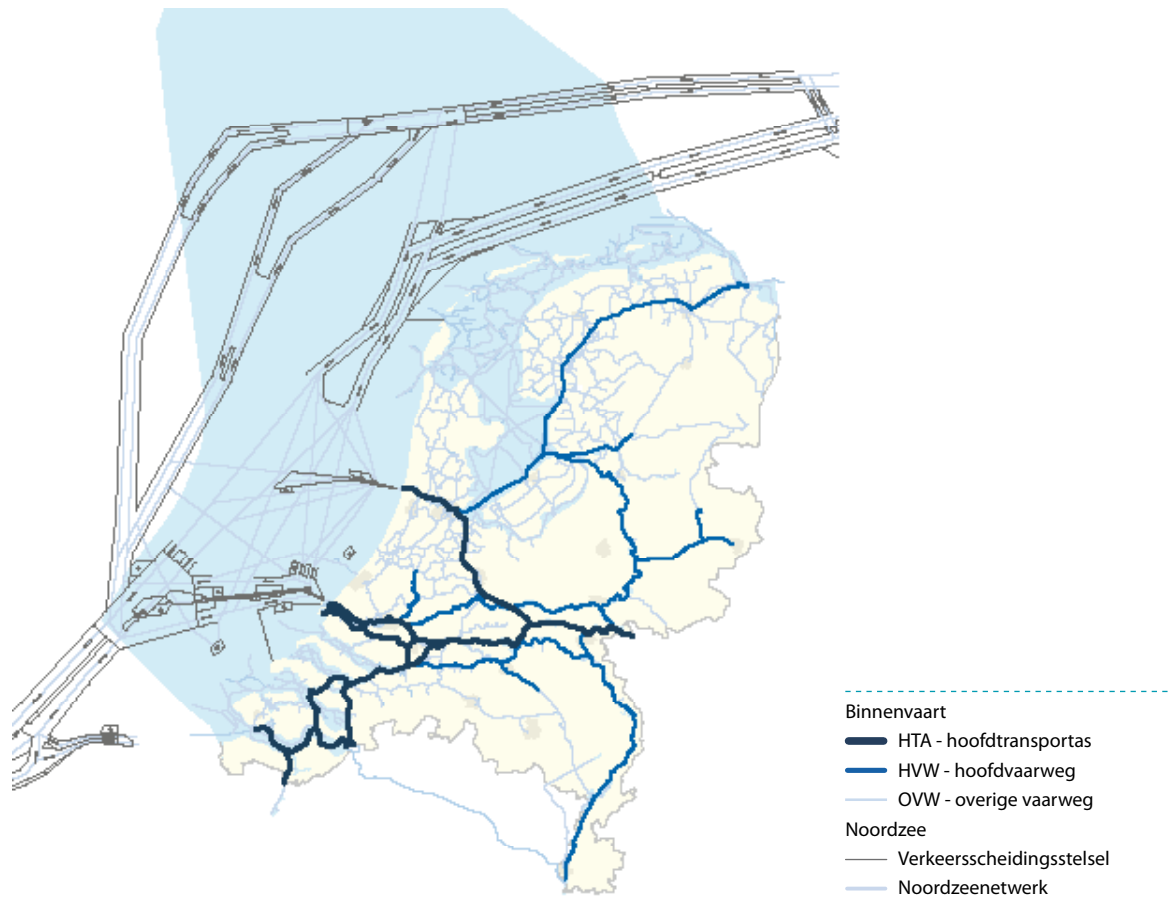 Binnenvaart
HTA - hoofdtransportas
HVW - hoofdvaarweg
OVW - overige vaarweg
Noordzee
Verkeersscheidingsstelsel
Noordzeenetwerk